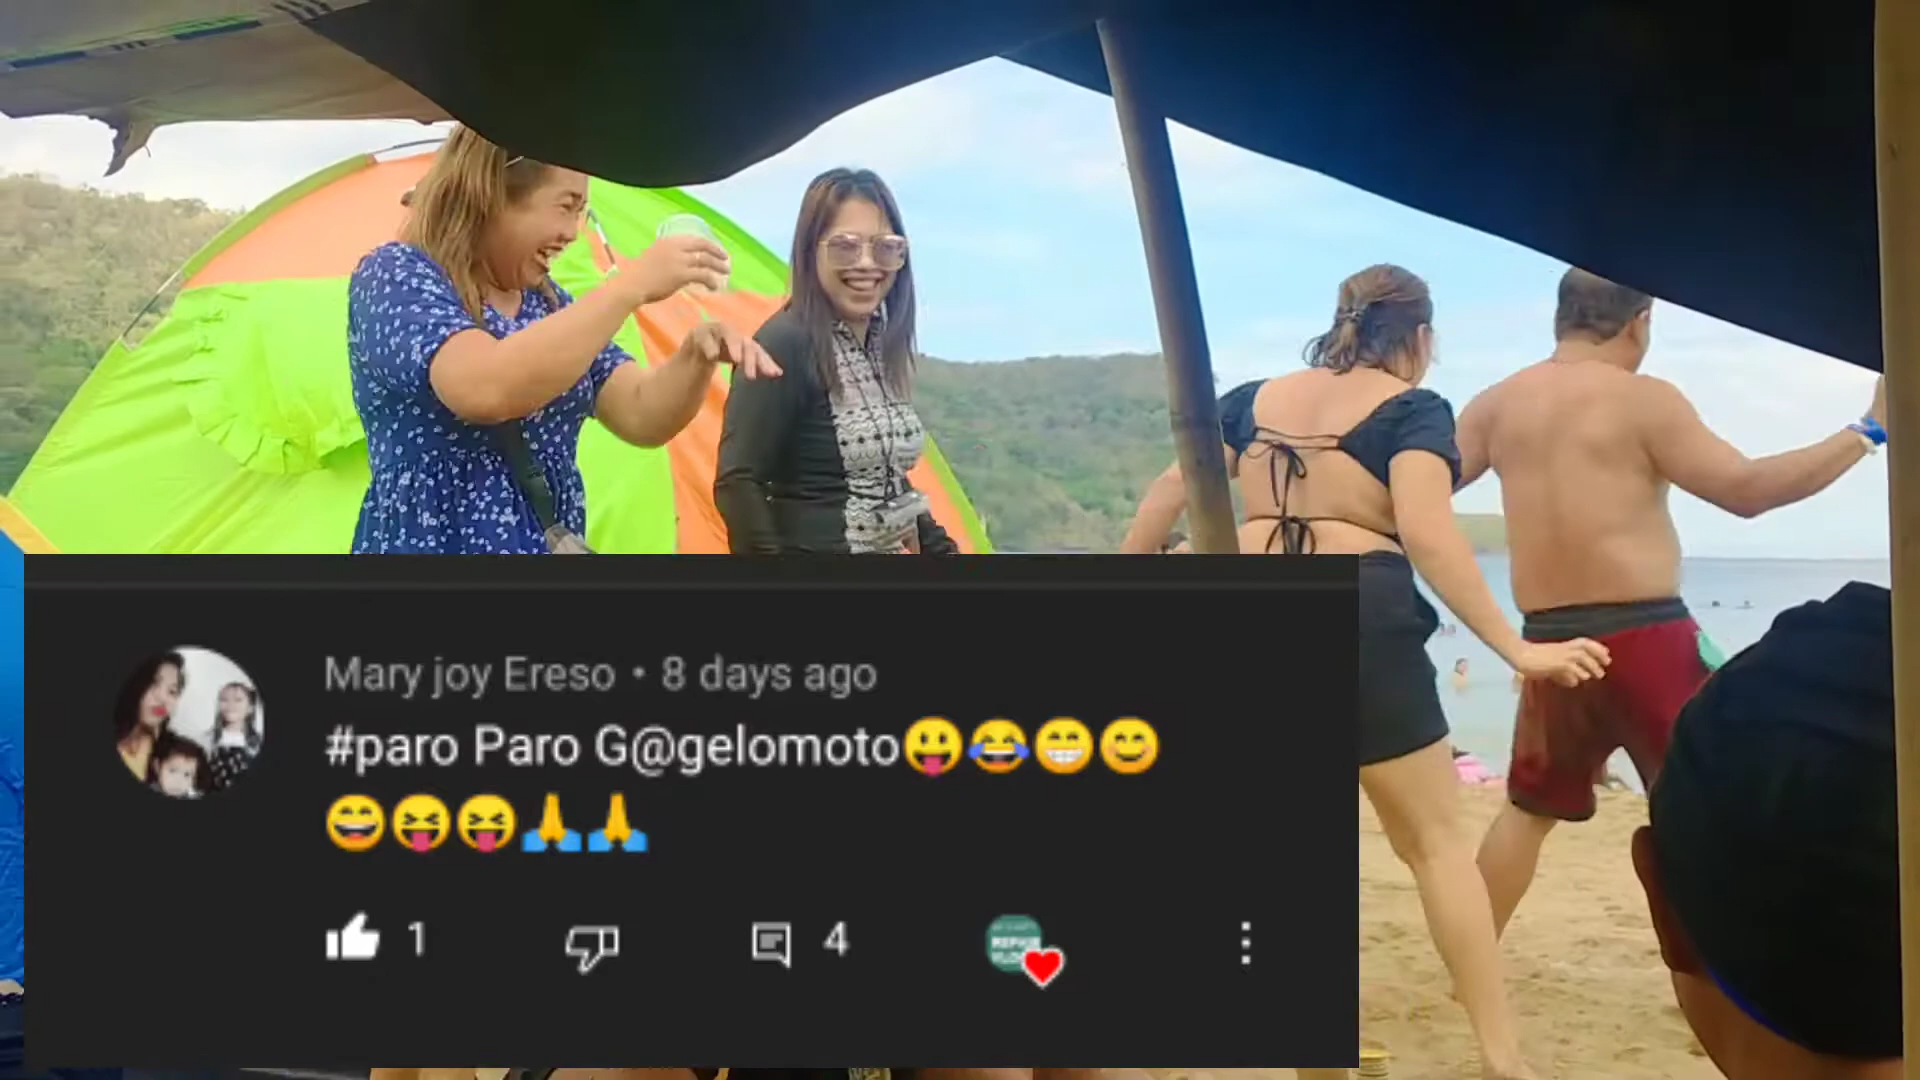 Mary joy Ereso • 8 days ago
#paro Paro G@gelomoto😛😂😁😊
😄😝😝🙏🙏
1
4